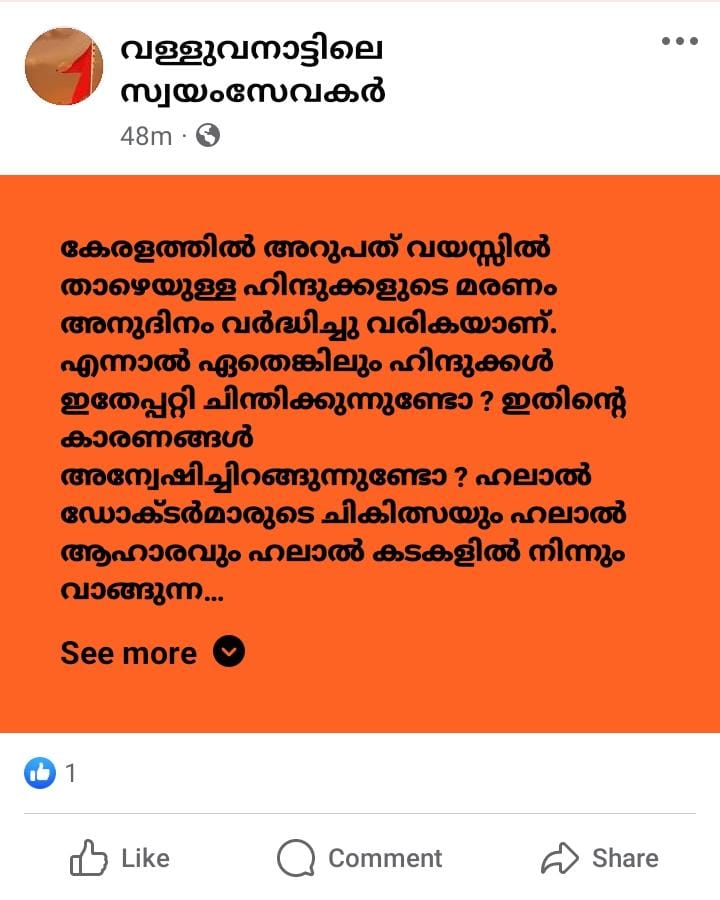 വള്ളുവനാട്ടിലെ
സ്വയംസേവകർ
48m ·
കേരളത്തിൽ അറുപത് വയസ്സിൽ
താഴെയുള്ള ഹിന്ദുക്കളുടെ മരണം
അനുദിനം വർദ്ധിച്ചു വരികയാണ്.
എന്നാൽ ഏതെങ്കിലും ഹിന്ദുക്കൾ
ഇതേപ്പറ്റി ചിന്തിക്കുന്നുണ്ടോ ? ഇതിന്റെ
കാരണങ്ങൾ
അന്വേഷിച്ചിറങ്ങുന്നുണ്ടോ ? ഹലാൽ
ഡോക്ടർമാരുടെ ചികിത്സയും ഹലാൽ
ആഹാരവും ഹലാൽ കടകളിൽ നിന്നും
വാങ്ങുന്ന...
See more
1
Like Comment Share